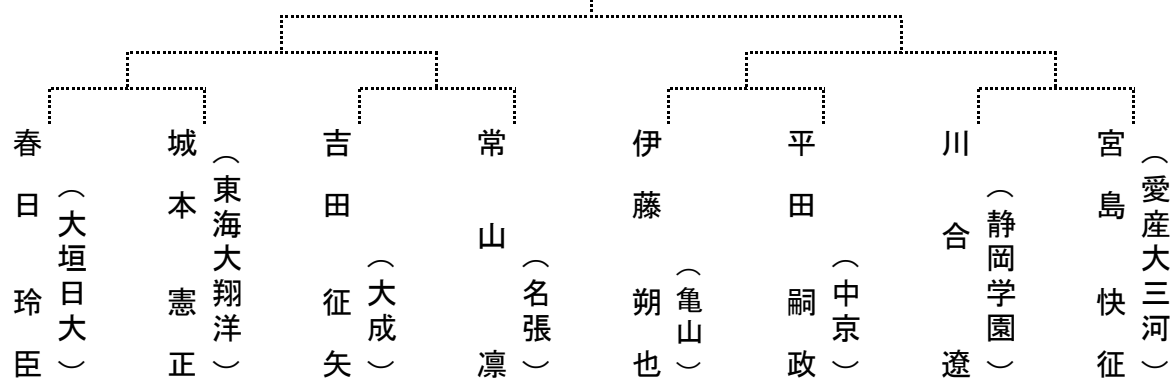 春日玲臣
（大垣日大）
城本憲正
（東海大翔洋）
吉田征矢
（大成）
常山凛
（名張）
伊藤朔也
（亀山）
平田嗣政
（中京）
川合遼
（静岡学園）
宮島快征
（愛産大三河）